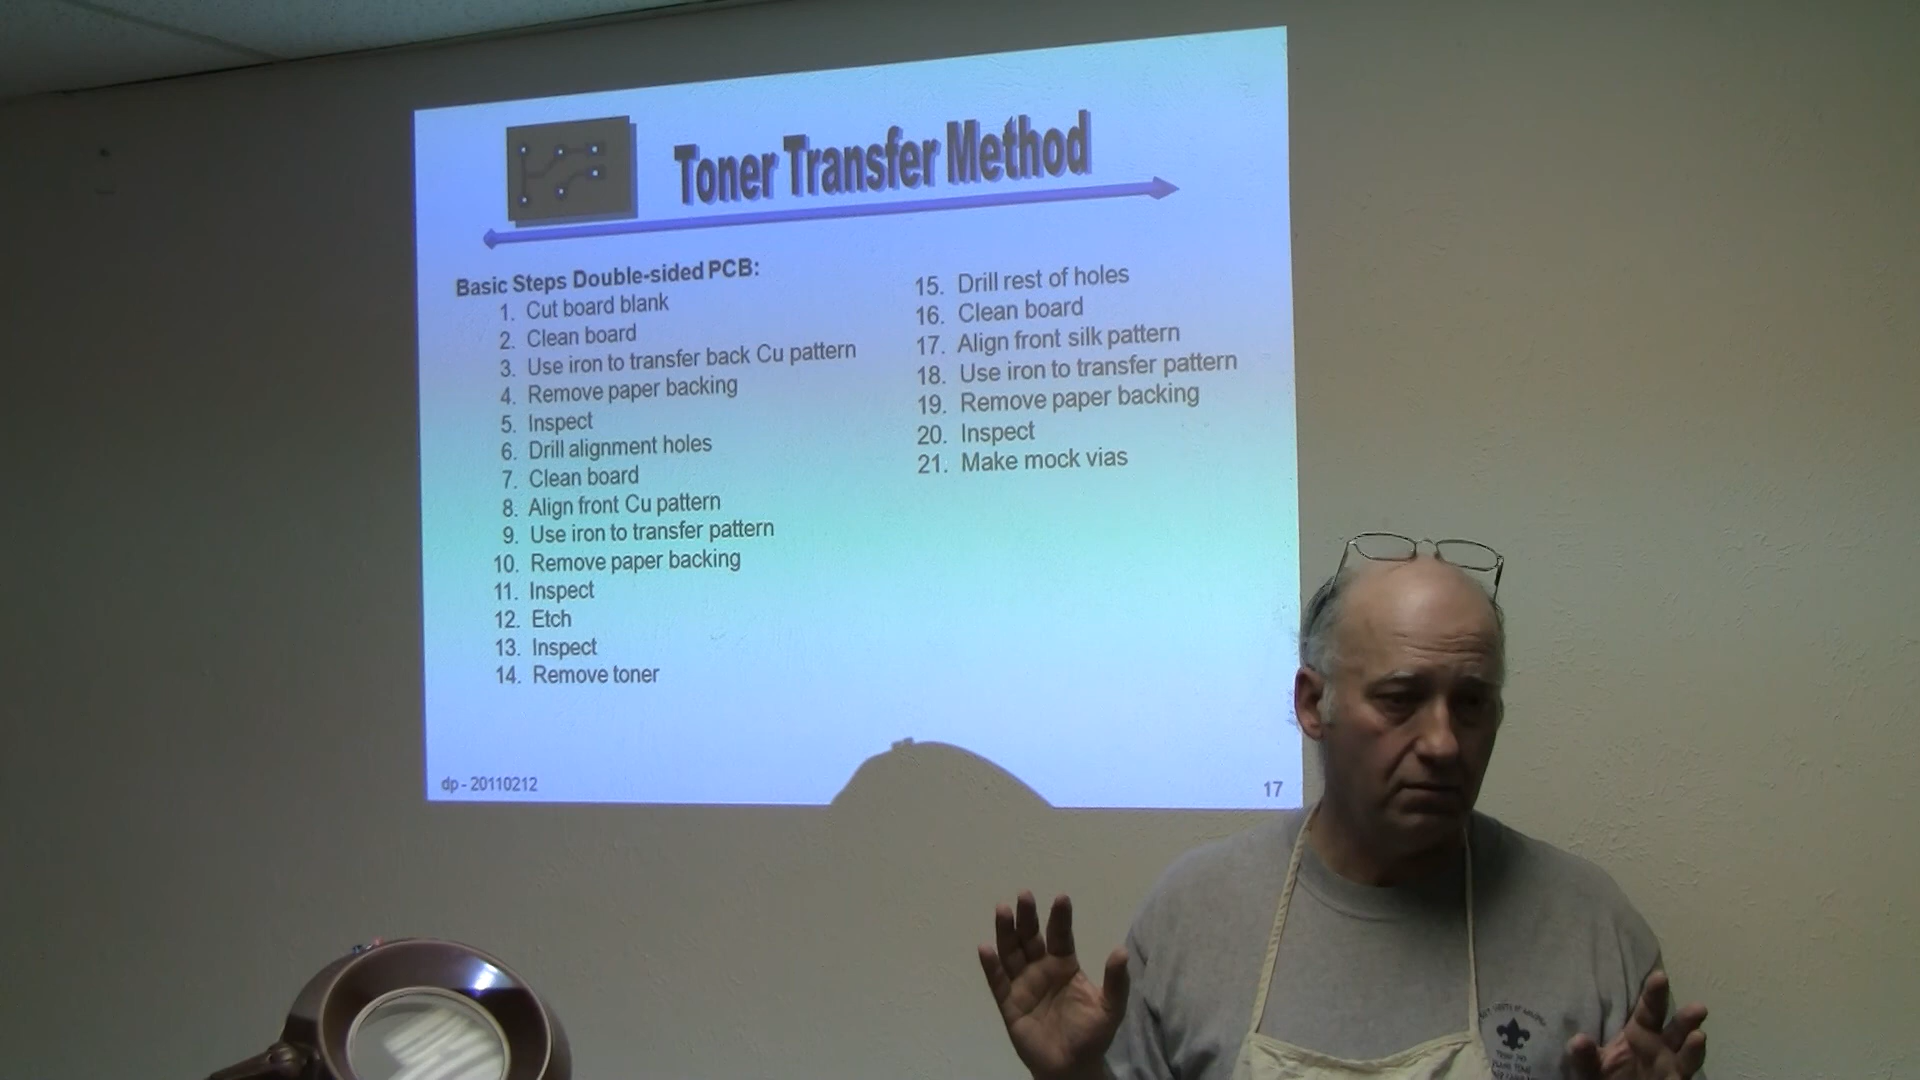 Toner Transfer Method
Basic Steps Double-sided PCB:
1. Cut board blank
2. Clean board
3. Use iron to transfer back Cu pattern
4. Remove paper backing
5. Inspect
6. Drill alignment holes
7. Clean board
8. Align front Cu pattern
9. Use iron to transfer pattern
10. Remove paper backing
11. Inspect
12. Etch
13. Inspect
14. Remove toner
15. Drill rest of holes
16. Clean board
17. Align front silk pattern
18. Use iron to transfer pattern
19. Remove paper backing
20. Inspect
21. Make mock vias
dp - 20110212
17